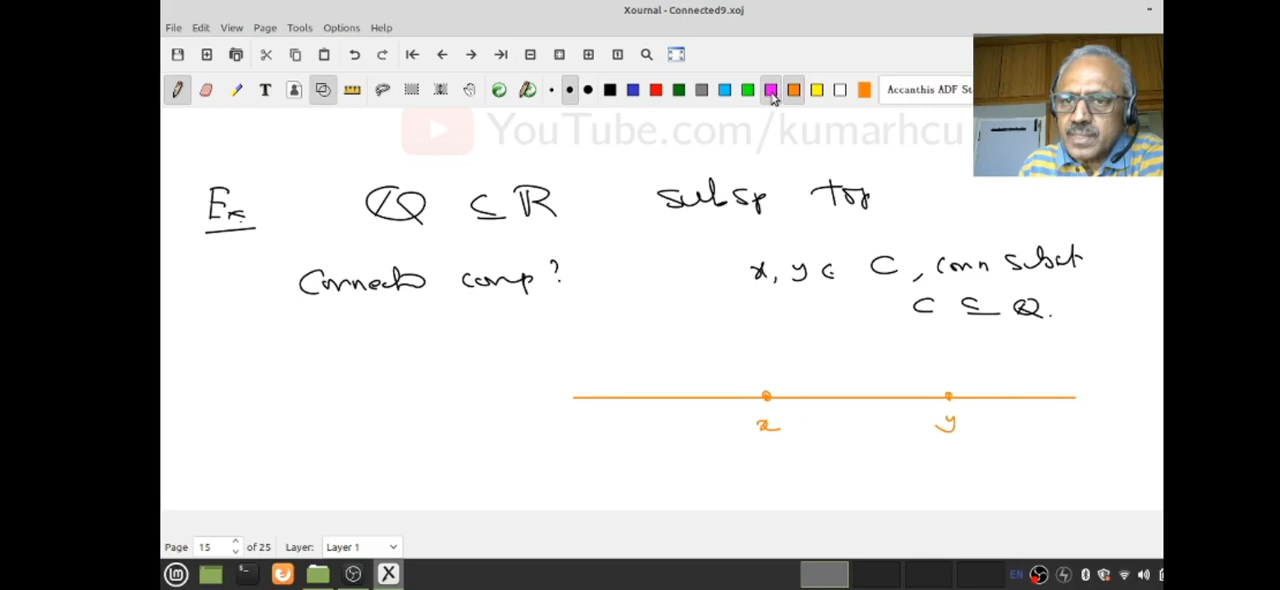 Xournal - Connected9.xoj
File Edit View Page Tools Options Help
Accanthis ADF St
YouTube.com/kumarhcu
Ex Q ⊆ R subsp top
Connected comp?
x, y ∈ C, conn subset
C ⊆ Q.
x y
Page 15 of 25 Layer: Layer 1
EN